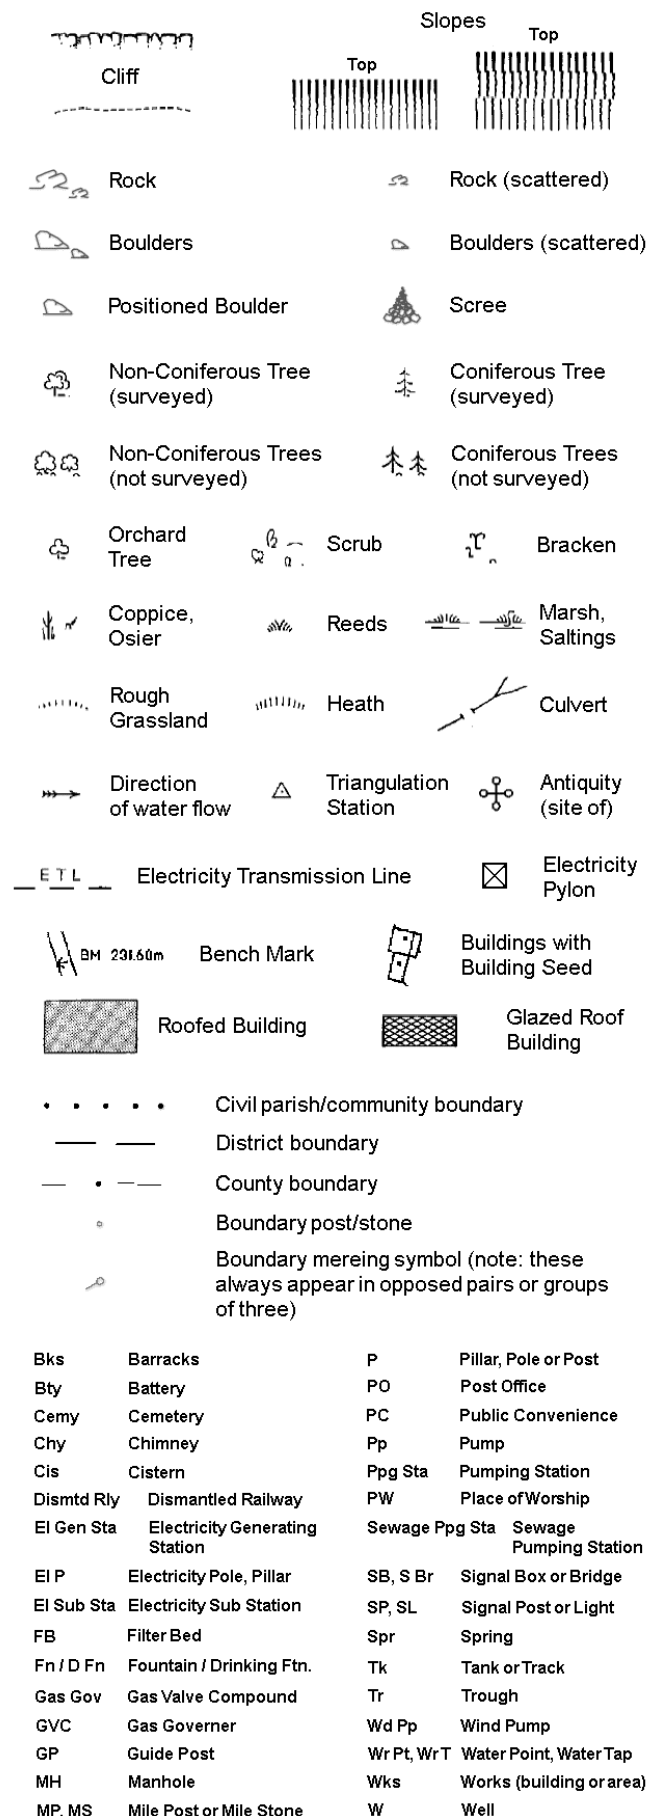 Slopes
Top
Top
Cliff
Rock
Rock (scattered)
Boulders
Boulders (scattered)
Positioned Boulder
Scree
Non-Coniferous Tree
(surveyed)
Coniferous Tree
(surveyed)
Non-Coniferous Trees
(not surveyed)
Coniferous Trees
(not surveyed)
Orchard
Tree
Scrub
Bracken
Coppice,
Osier
Reeds
Marsh,
Saltings
Rough
Grassland
Heath
Culvert
Direction
of water flow
Triangulation
Station
Antiquity
(site of)
E T L
Electricity Transmission Line
Electricity
Pylon
BM 231.60m
Bench Mark
Buildings with
Building Seed
Roofed Building
Glazed Roof
Building
Civil parish/community boundary
District boundary
County boundary
Boundary post/stone
Boundary mereing symbol (note: these
always appear in opposed pairs or groups
of three)
Bks Barracks
P Pillar, Pole or Post
Bty Battery
PO Post Office
Cemy Cemetery
PC Public Convenience
Chy Chimney
Pp Pump
Cis Cistern
Ppg Sta Pumping Station
Dismtd Rly Dismantled Railway
PW Place of Worship
El Gen Sta Electricity Generating
Station
Sewage Ppg Sta Sewage
Pumping Station
El P Electricity Pole, Pillar
SB, S Br Signal Box or Bridge
El Sub Sta Electricity Sub Station
SP, SL Signal Post or Light
FB Filter Bed
Spr Spring
Fn / D Fn Fountain / Drinking Ftn.
Tk Tank or Track
Gas Gov Gas Valve Compound
Tr Trough
GVC Gas Governer
Wd Pp Wind Pump
GP Guide Post
Wr Pt, Wr T Water Point, Water Tap
MH Manhole
Wks Works (building or area)
MP, MS Mile Post or Mile Stone
W Well